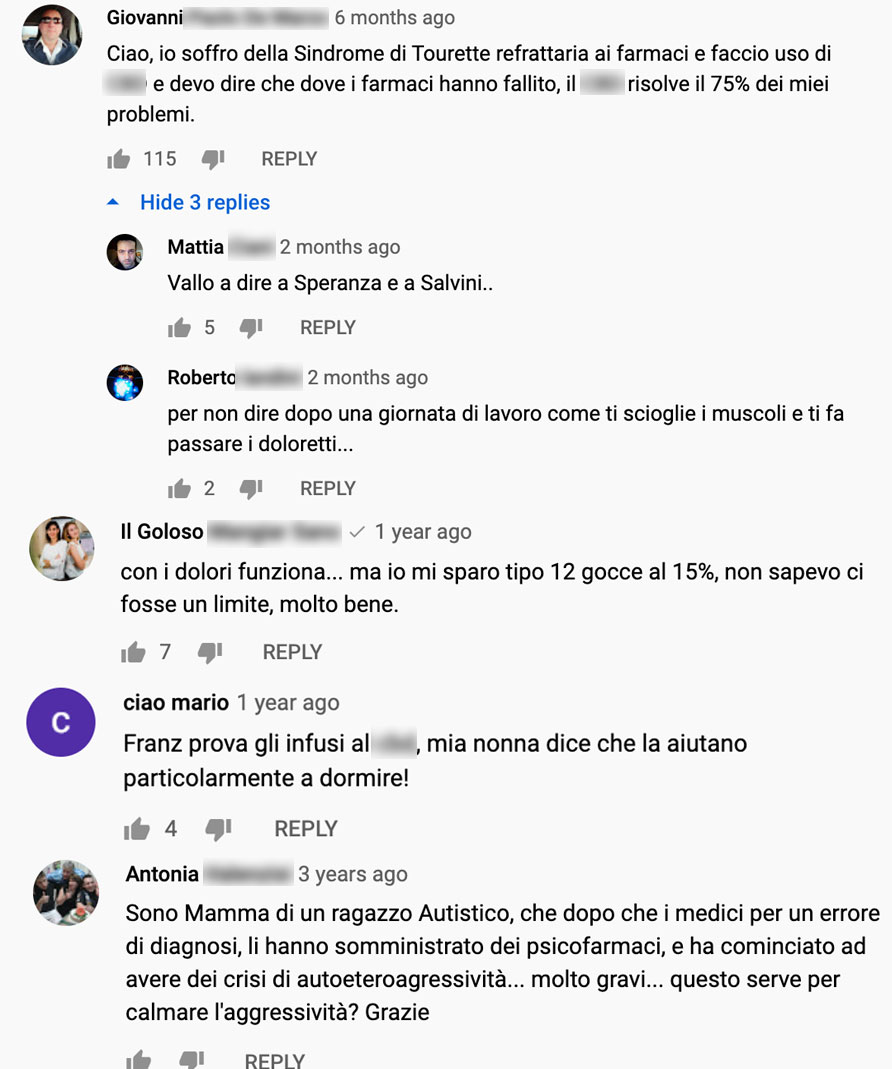 Giovanni 6 months ago
Ciao, io soffro della Sindrome di Tourette refrattaria ai farmaci e faccio uso di
e devo dire che dove i farmaci hanno fallito, il risolve il 75% dei miei
problemi.
115 REPLY
Hide 3 replies
Mattia 2 months ago
Vallo a dire a Speranza e a Salvini..
5 REPLY
Roberto 2 months ago
per non dire dopo una giornata di lavoro come ti scioglie i muscoli e ti fa
passare i doloretti...
2 REPLY
Il Goloso 1 year ago
con i dolori funziona... ma io mi sparo tipo 12 gocce al 15%, non sapevo ci
fosse un limite, molto bene.
7 REPLY
C
ciao mario 1 year ago
Franz prova gli infusi al , mia nonna dice che la aiutano
particolarmente a dormire!
4 REPLY
Antonia 3 years ago
Sono Mamma di un ragazzo Autistico, che dopo che i medici per un errore
di diagnosi, li hanno somministrato dei psicofarmaci, e ha cominciato ad
avere dei crisi di autoeteroagressività... molto gravi... questo serve per
calmare l'aggressività? Grazie
REPLY